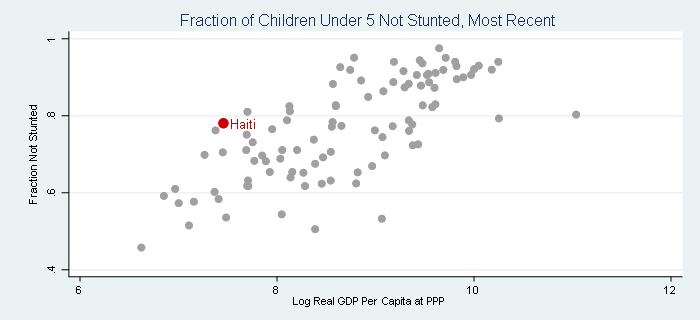 Fraction of Children Under 5 Not Stunted, Most Recent
Fraction Not Stunted
1
.8
.6
.4
Haiti
6
8
10
12
Log Real GDP Per Capita at PPP